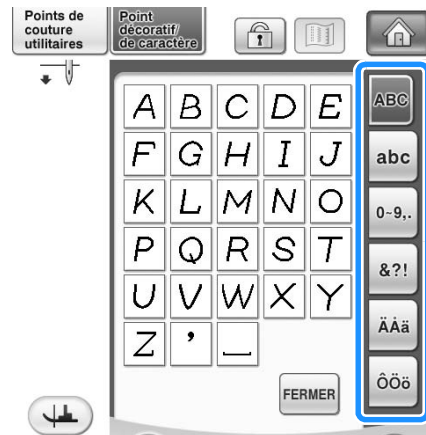 Points de
couture
utilitaires
Point
décoratif/
de caractère
A B C D E
F G H I J
K L M N O
P Q R S T
U V W X Y
Z ’ _
FERMER
ABC
abc
0~9,.
&?!
ÄÅä
ÔÖö